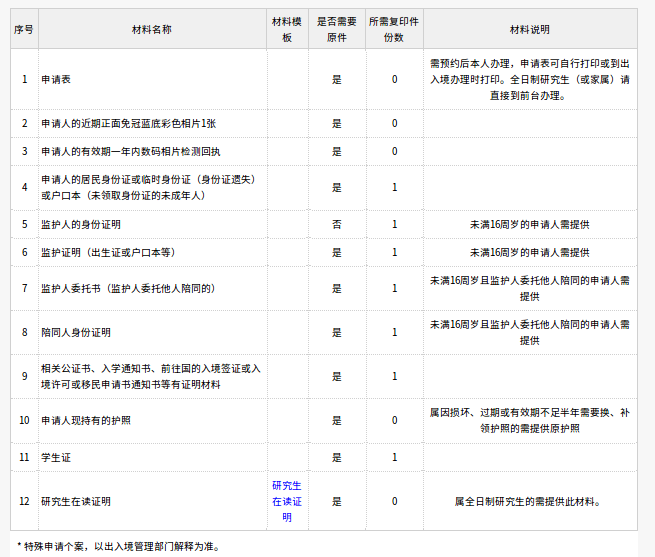 序号 材料名称 材料模板 是否需要原件 所需复印件份数 材料说明
1 申请表 是 0 需预约后本人办理，申请表可自行打印或到出
入境办理时打印。全日制研究生（或家属）请
直接到前台办理。
2 申请人的近期正面免冠蓝底彩色相片1张 是 0
3 申请人的有效期一年内数码相片检测回执 是 0
4 申请人的居民身份证或临时身份证（身份证遗失）
或户口本（未领取身份证的未成年人） 是 1
5 监护人的身份证明 否 1 未满16周岁的申请人需提供
6 监护证明（出生证或户口本等） 是 1 未满16周岁的申请人需提供
7 监护人委托书（监护人委托他人陪同的） 是 1 未满16周岁且监护人委托他人陪同的申请人需
提供
8 陪同人身份证明 是 1 未满16周岁且监护人委托他人陪同的申请人需
提供
9 相关公证书、入学通知书、前往国的入境签证或入
境许可或移民申请书通知书等有证明材料 是 1
10 申请人现持有的护照 是 0 属因损坏、过期或有效期不足半年需要换、补
领护照的需提供原护照
11 学生证 是 1
12 研究生在读证明 研究生
在读证
明 是 0 属全日制研究生的需提供此材料。
* 特殊申请个案，以出入境管理部门解释为准。